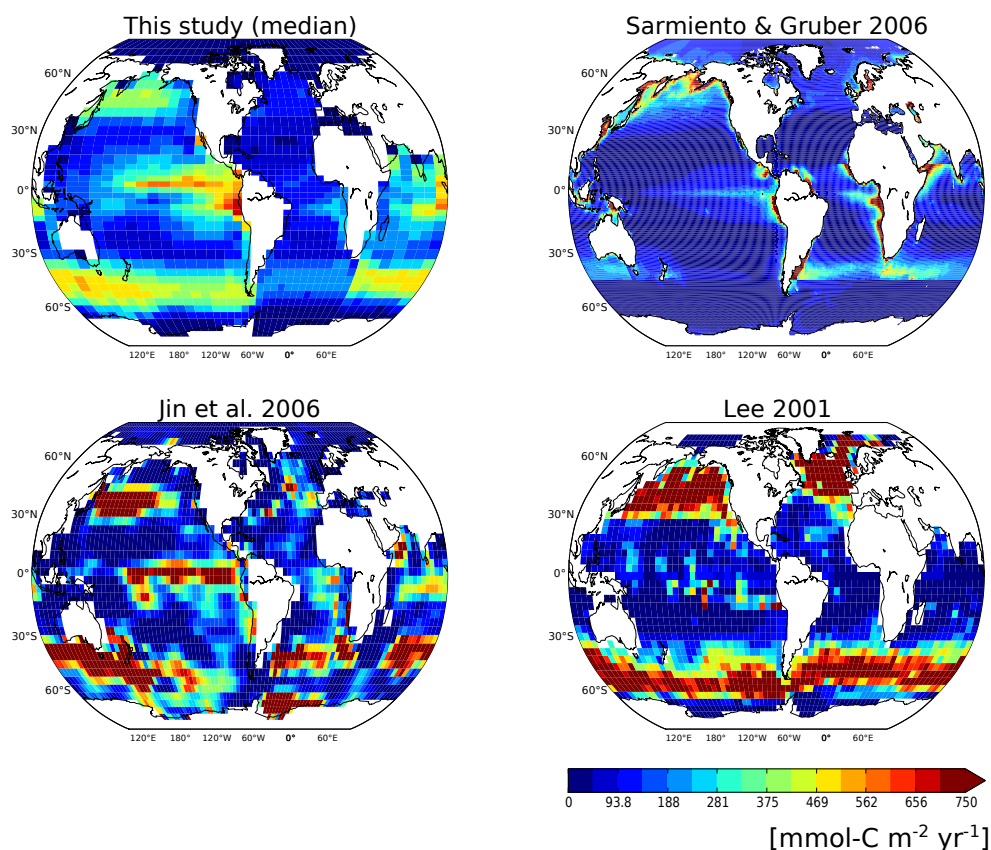 This study (median)
Sarmiento & Gruber 2006
60°N
30°N
0°
30°S
60°S
120°E 180° 120°W 60°W 0° 60°E
60°N
30°N
0°
30°S
60°S
120°E 180° 120°W 60°W 0° 60°E
Jin et al. 2006
Lee 2001
60°N
30°N
0°
30°S
60°S
120°E 180° 120°W 60°W 0° 60°E
60°N
30°N
0°
30°S
60°S
120°E 180° 120°W 60°W 0° 60°E
0 93.8 188 281 375 469 562 656 750
[mmol-C m⁻² yr⁻¹]